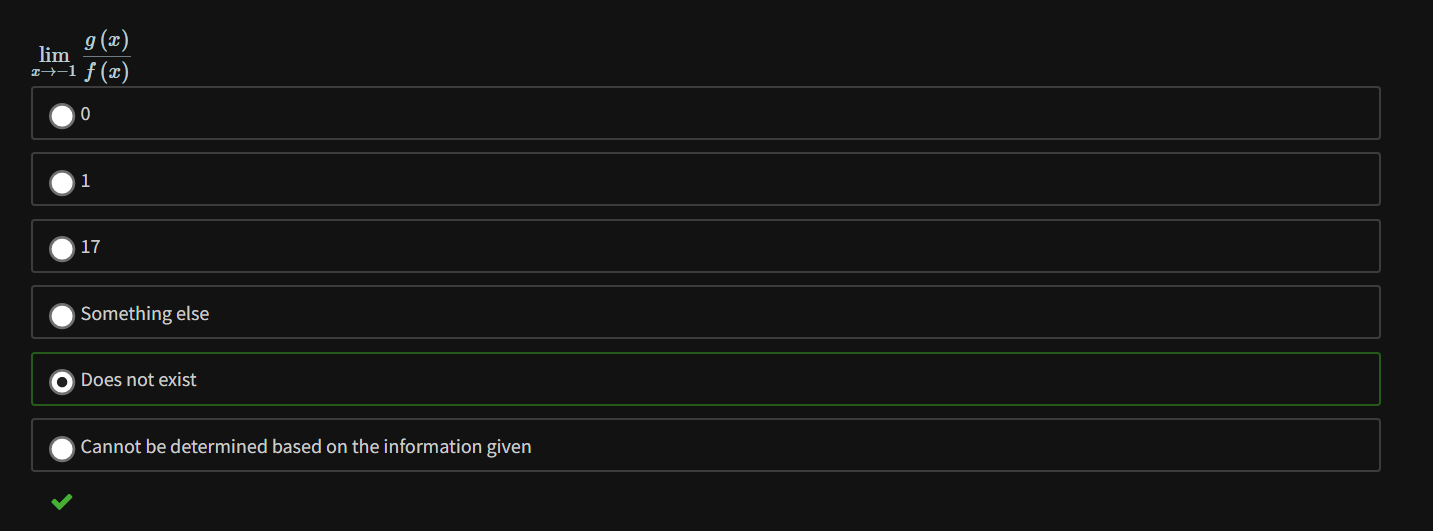 lim g(x)
x→−1 f(x)
0
1
17
Something else
Does not exist
Cannot be determined based on the information given